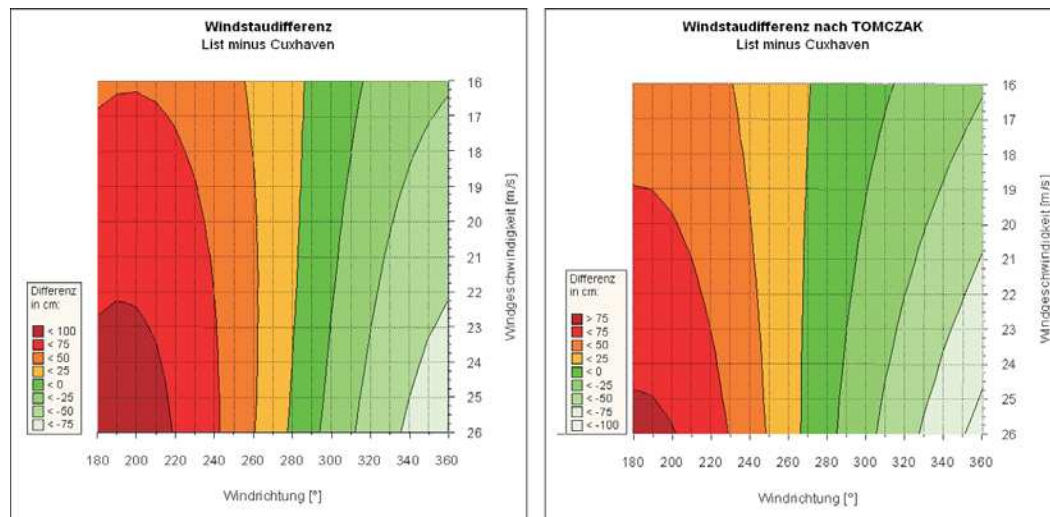 Windstaudifferenz
List minus Cuxhaven
16
17
18
19
20
21
22
23
24
25
26
Windgeschwindigkeit [m/s]
Differenz
in cm:
< 100
< 75
< 50
< 25
< 0
< -25
< -50
< -75
180 200 220 240 260 280 300 320 340 360
Windrichtung [°]
Windstaudifferenz nach TOMCZAK
List minus Cuxhaven
16
17
18
19
20
21
22
23
24
25
26
Windgeschwindigkeit [m/s]
Differenz
in cm:
> 75
< 75
< 50
< 25
< 0
< -25
< -50
< -75
< -100
180 200 220 240 260 280 300 320 340 360
Windrichtung [°]